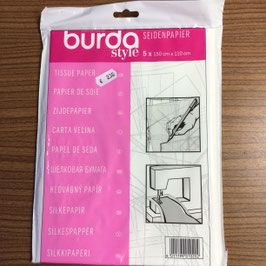 burda
style
SEIDENPAPIER
5 x 150 cm x 110 cm
TISSUE PAPER
PAPIER DE SOIE
ZIJDEPAPIER
CARTA VELINA
PAPEL DE SEDA
ШЕЛКОВАЯ БУМАГА
HEDVÁBNÝ PAPÍR
SILKEPAPIR
SILKESPAPPER
SILKKIPAPERI